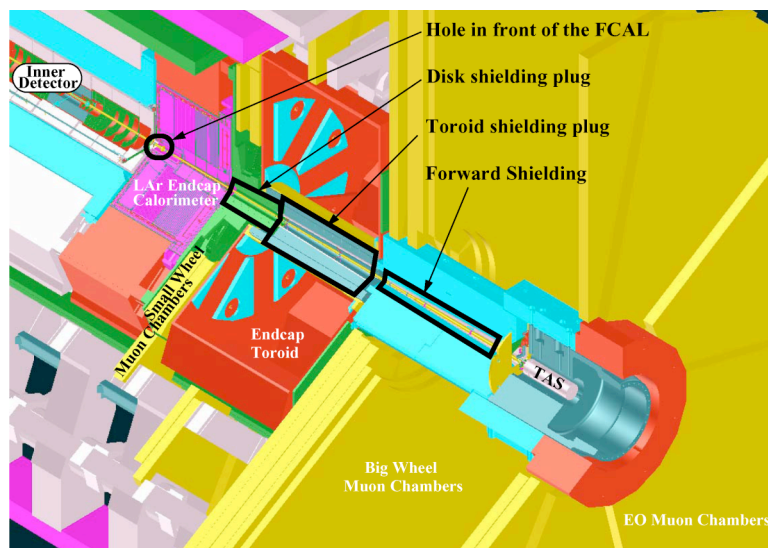 Hole in front of the FCAL
Disk shielding plug
Toroid shielding plug
Forward Shielding
Inner
Detector
LAr Endcap
Calorimeter
Small Wheel
Muon Chambers
Endcap
Toroid
TAS
Big Wheel
Muon Chambers
EO Muon Chambers